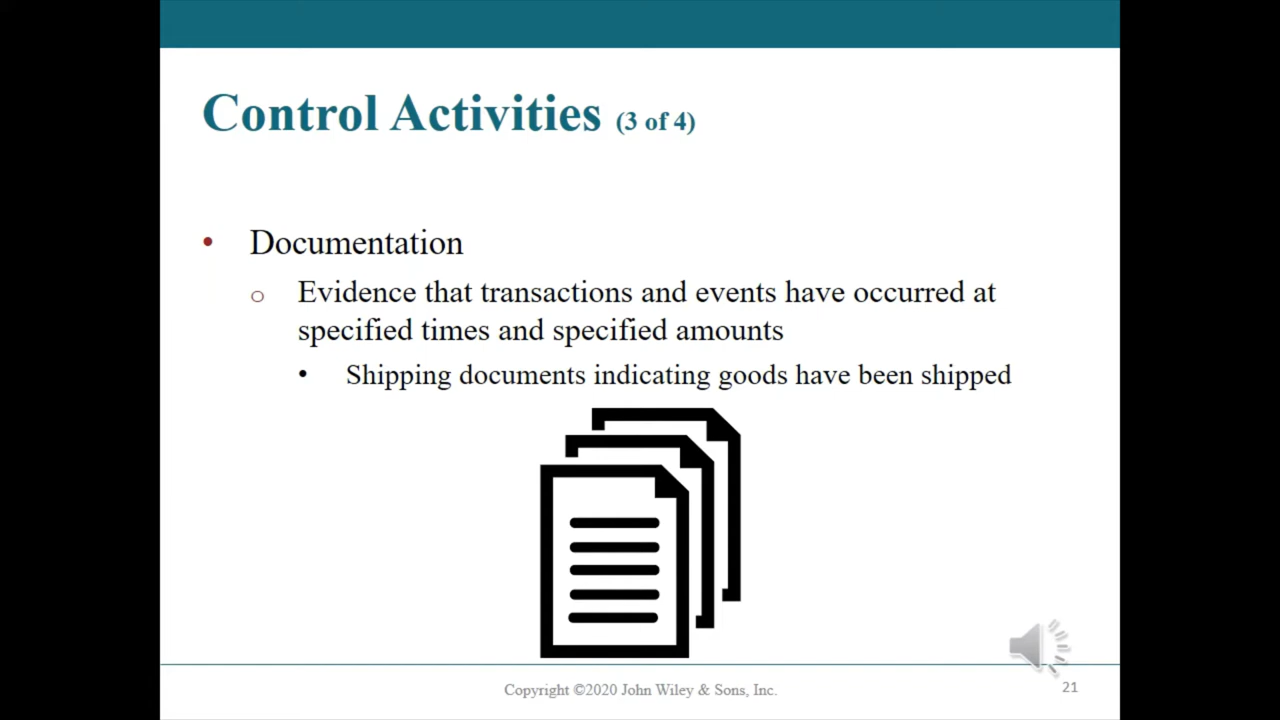 Control Activities (3 of 4)
• Documentation
o Evidence that transactions and events have occurred at
specified times and specified amounts
• Shipping documents indicating goods have been shipped
Copyright ©2020 John Wiley & Sons, Inc.
21